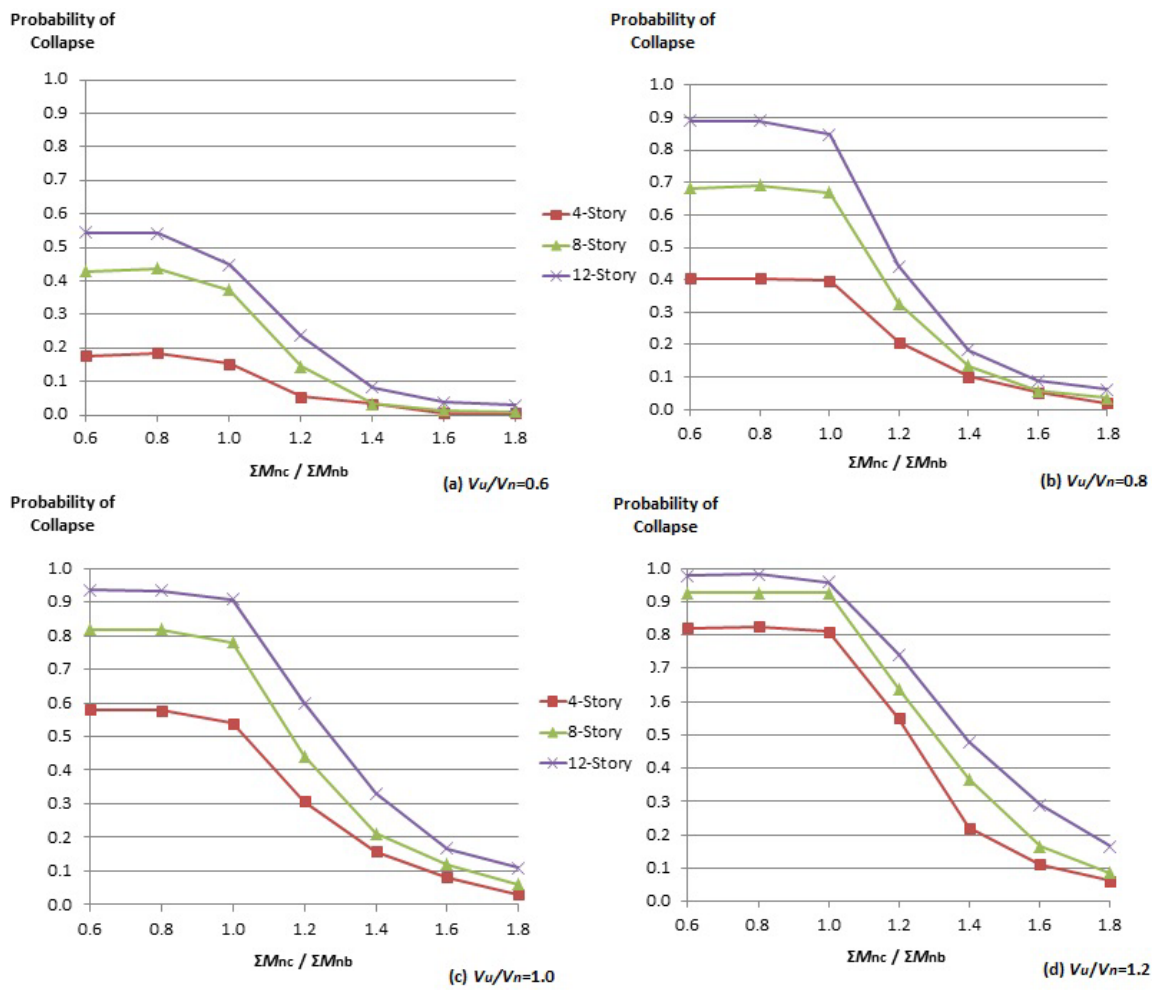 Probability of
Collapse
1.0
0.9
0.8
0.7
0.6
0.5
0.4
0.3
0.2
0.1
0.0
0.6 0.8 1.0 1.2 1.4 1.6 1.8
ΣMnc / ΣMnb
(a) Vu/Vn=0.6
4-Story
8-Story
12-Story
Probability of
Collapse
1.0
0.9
0.8
0.7
0.6
0.5
0.4
0.3
0.2
0.1
0.0
0.6 0.8 1.0 1.2 1.4 1.6 1.8
ΣMnc / ΣMnb
(b) Vu/Vn=0.8
Probability of
Collapse
1.0
0.9
0.8
0.7
0.6
0.5
0.4
0.3
0.2
0.1
0.0
0.6 0.8 1.0 1.2 1.4 1.6 1.8
ΣMnc / ΣMnb
(c) Vu/Vn=1.0
4-Story
8-Story
12-Story
Probability of
Collapse
1.0
0.9
0.8
0.7
0.6
0.5
0.4
0.3
0.2
0.1
0.0
0.6 0.8 1.0 1.2 1.4 1.6 1.8
ΣMnc / ΣMnb
(d) Vu/Vn=1.2